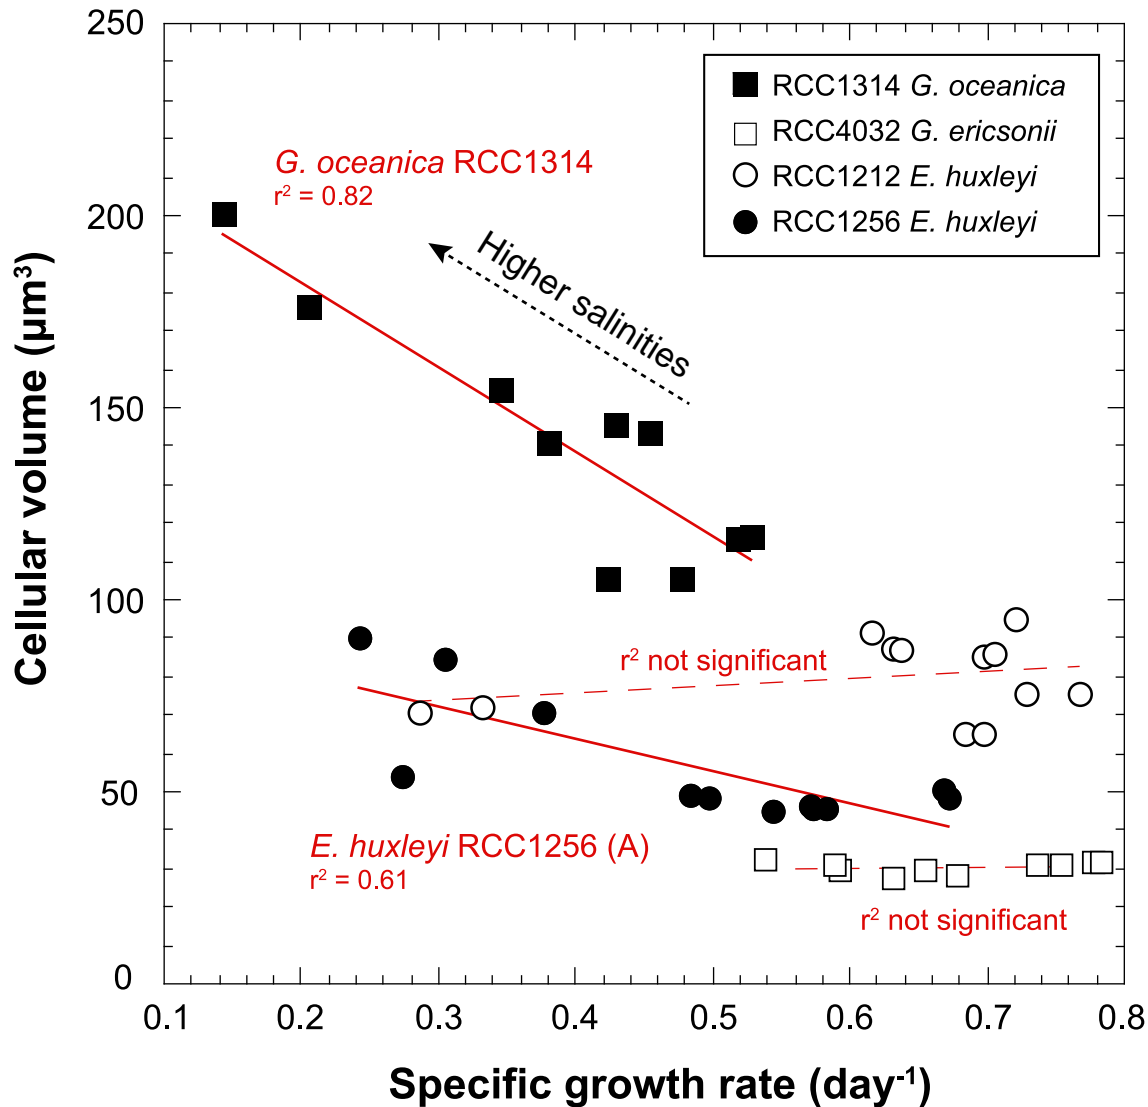 250
200
150
100
50
0
Cellular volume (µm³)
RCC1314 G. oceanica
RCC4032 G. ericsonii
RCC1212 E. huxleyi
RCC1256 E. huxleyi
G. oceanica RCC1314
r² = 0.82
Higher salinities
r² not significant
E. huxleyi RCC1256 (A)
r² = 0.61
r² not significant
0.1 0.2 0.3 0.4 0.5 0.6 0.7 0.8
Specific growth rate (day⁻¹)